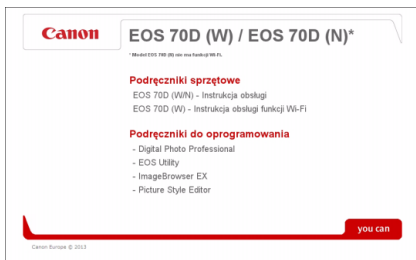 Canon
EOS 70D (W) / EOS 70D (N)*
* Model EOS 70D (N) nie ma funkcji Wi-Fi.
Podręczniki sprzętowe
EOS 70D (W/N) - Instrukcja obsługi
EOS 70D (W) - Instrukcja obsługi funkcji Wi-Fi
Podręczniki do oprogramowania
- Digital Photo Professional
- EOS Utility
- ImageBrowser EX
- Picture Style Editor
you can
Canon Europe © 2013